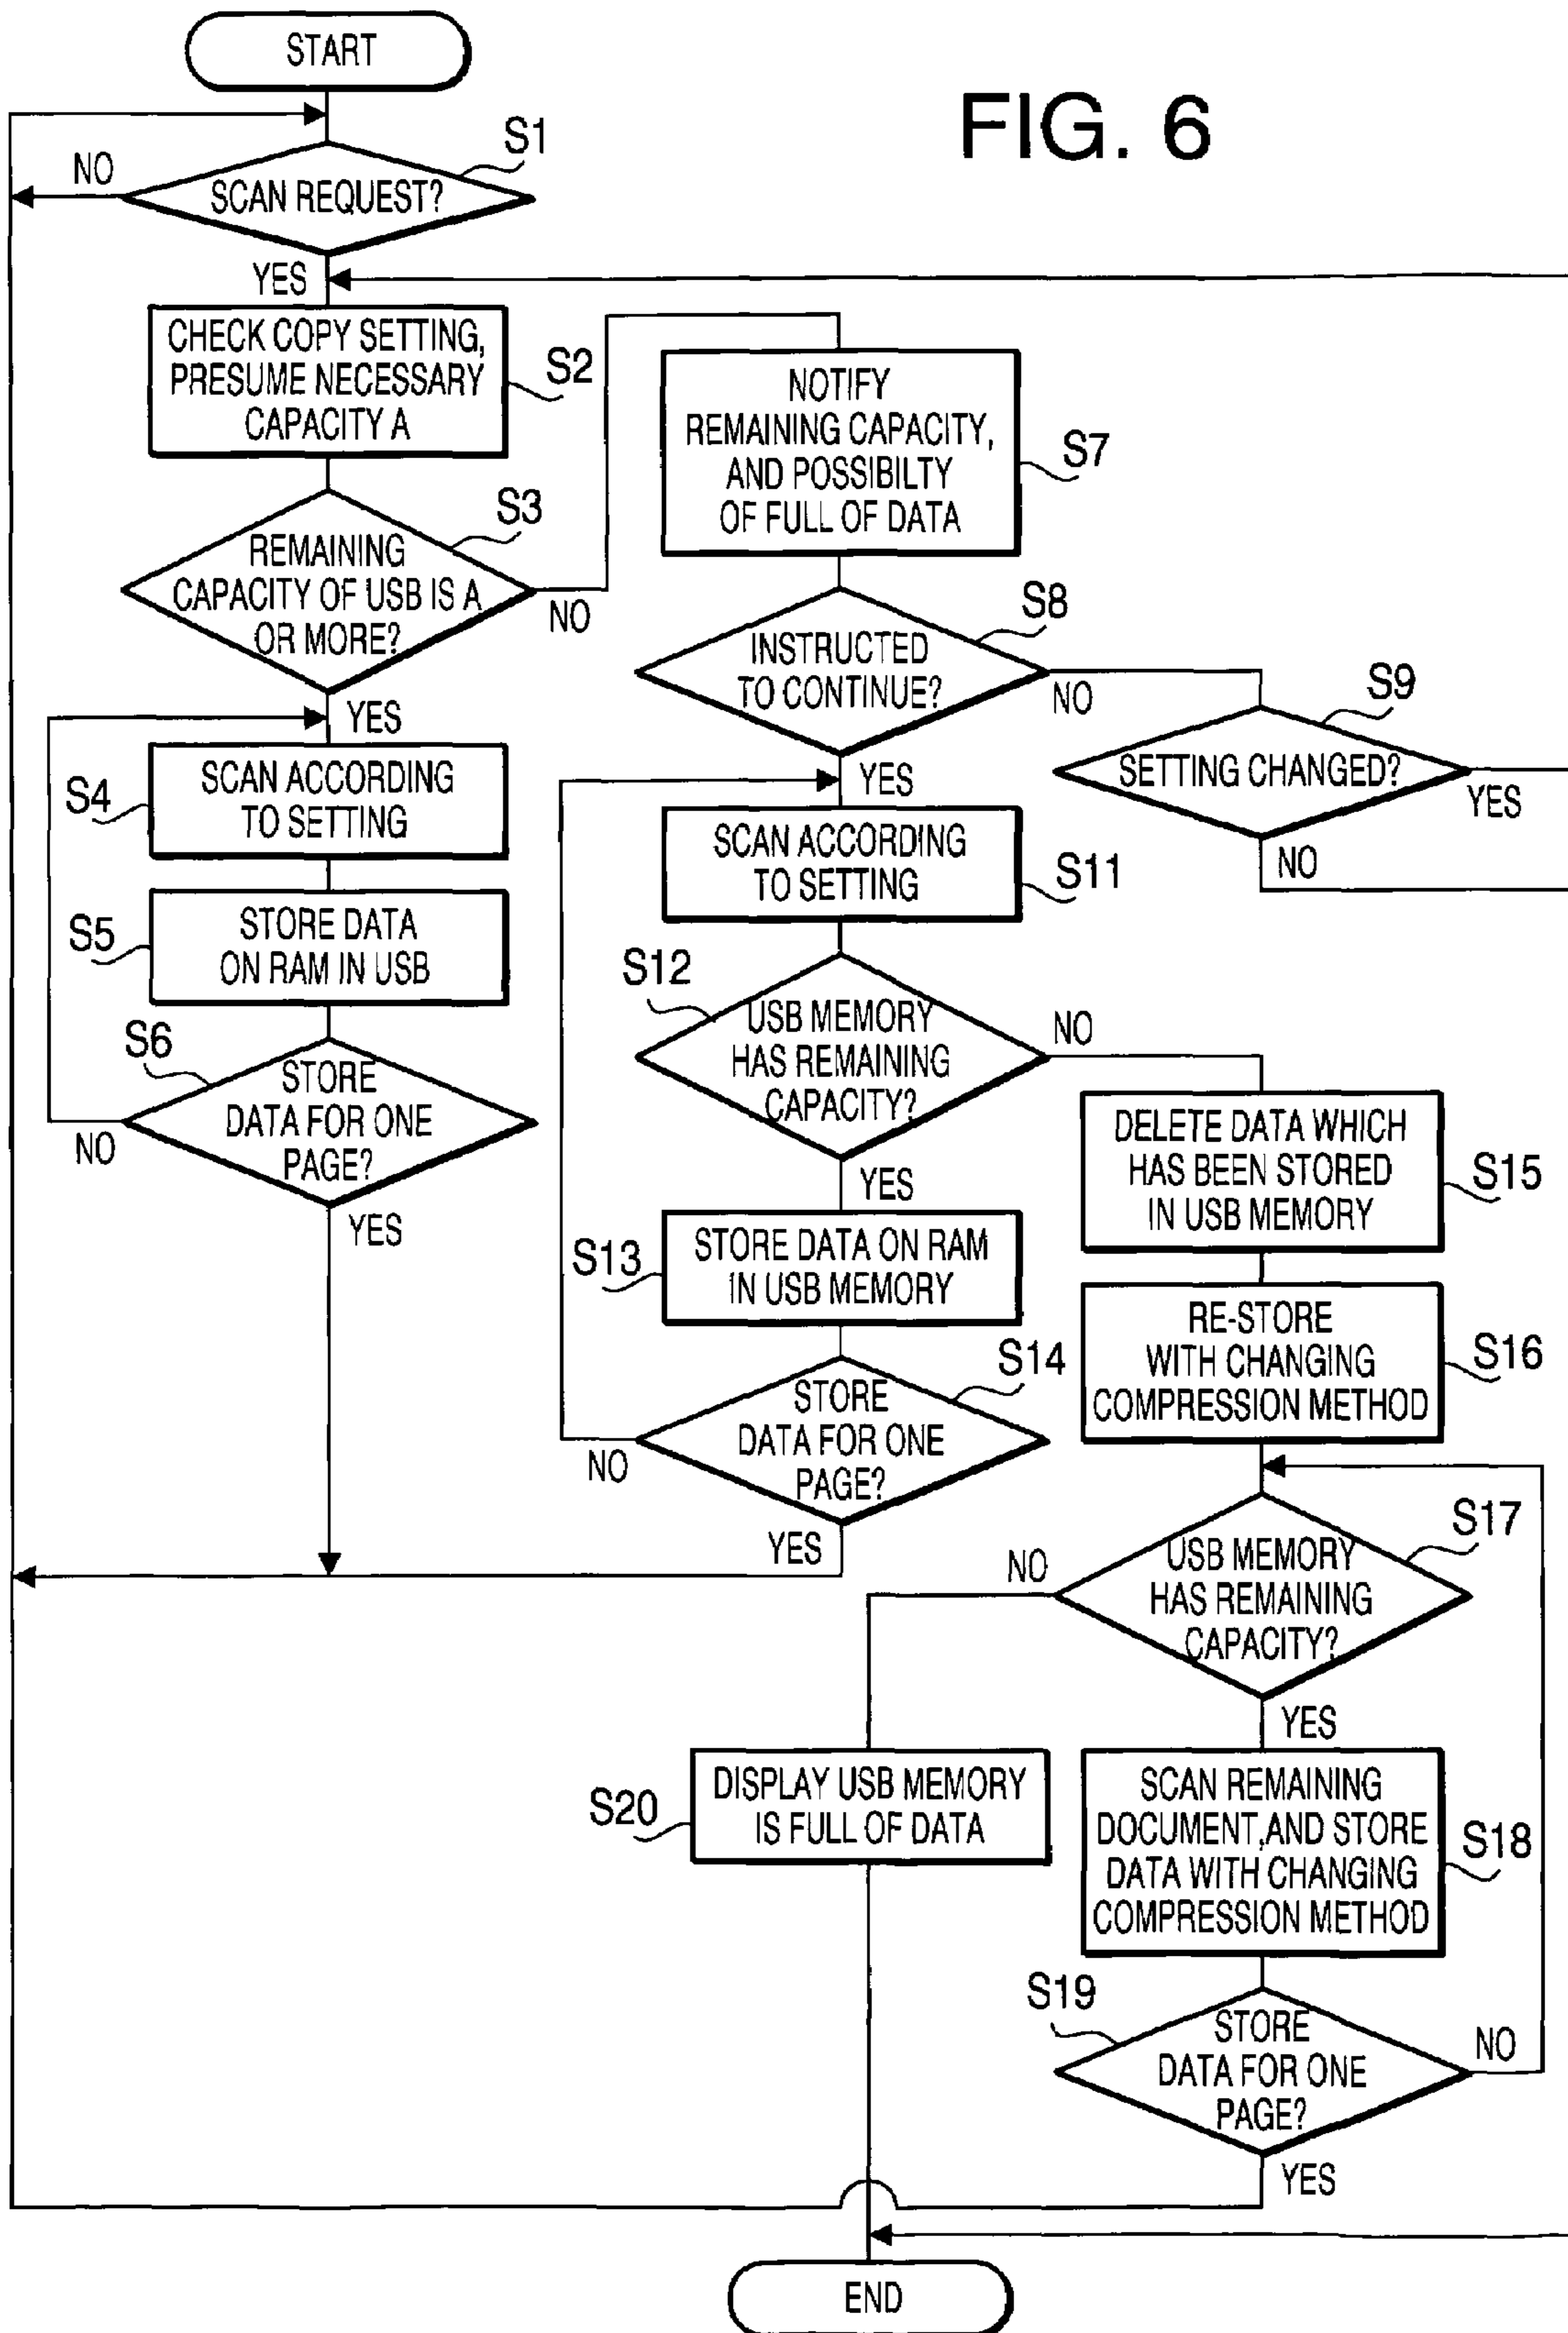 START
FIG. 6
S1
NO
SCAN REQUEST?
YES
CHECK COPY SETTING,
PRESUME NECESSARY
CAPACITY A
S2
S3
REMAINING
CAPACITY OF USB IS A
OR MORE?
NO
YES
S4
SCAN ACCORDING
TO SETTING
S5
STORE DATA
ON RAM IN USB
S6
STORE
DATA FOR ONE
PAGE?
NO
YES
NOTIFY
REMAINING CAPACITY,
AND POSSIBILTY
OF FULL OF DATA
S7
S8
INSTRUCTED
TO CONTINUE?
NO
YES
S9
SETTING CHANGED?
YES
NO
SCAN ACCORDING
TO SETTING
S11
S12
USB MEMORY
HAS REMAINING
CAPACITY?
NO
YES
S13
STORE DATA ON RAM
IN USB MEMORY
S14
STORE
DATA FOR ONE
PAGE?
NO
YES
DELETE DATA WHICH
HAS BEEN STORED
IN USB MEMORY
S15
RE-STORE
WITH CHANGING
COMPRESSION METHOD
S16
S17
USB MEMORY
HAS REMAINING
CAPACITY?
NO
YES
S20
DISPLAY USB MEMORY
IS FULL OF DATA
SCAN REMAINING
DOCUMENT,AND STORE
DATA WITH CHANGING
COMPRESSION METHOD
S18
S19
STORE
DATA FOR ONE
PAGE?
NO
YES
END